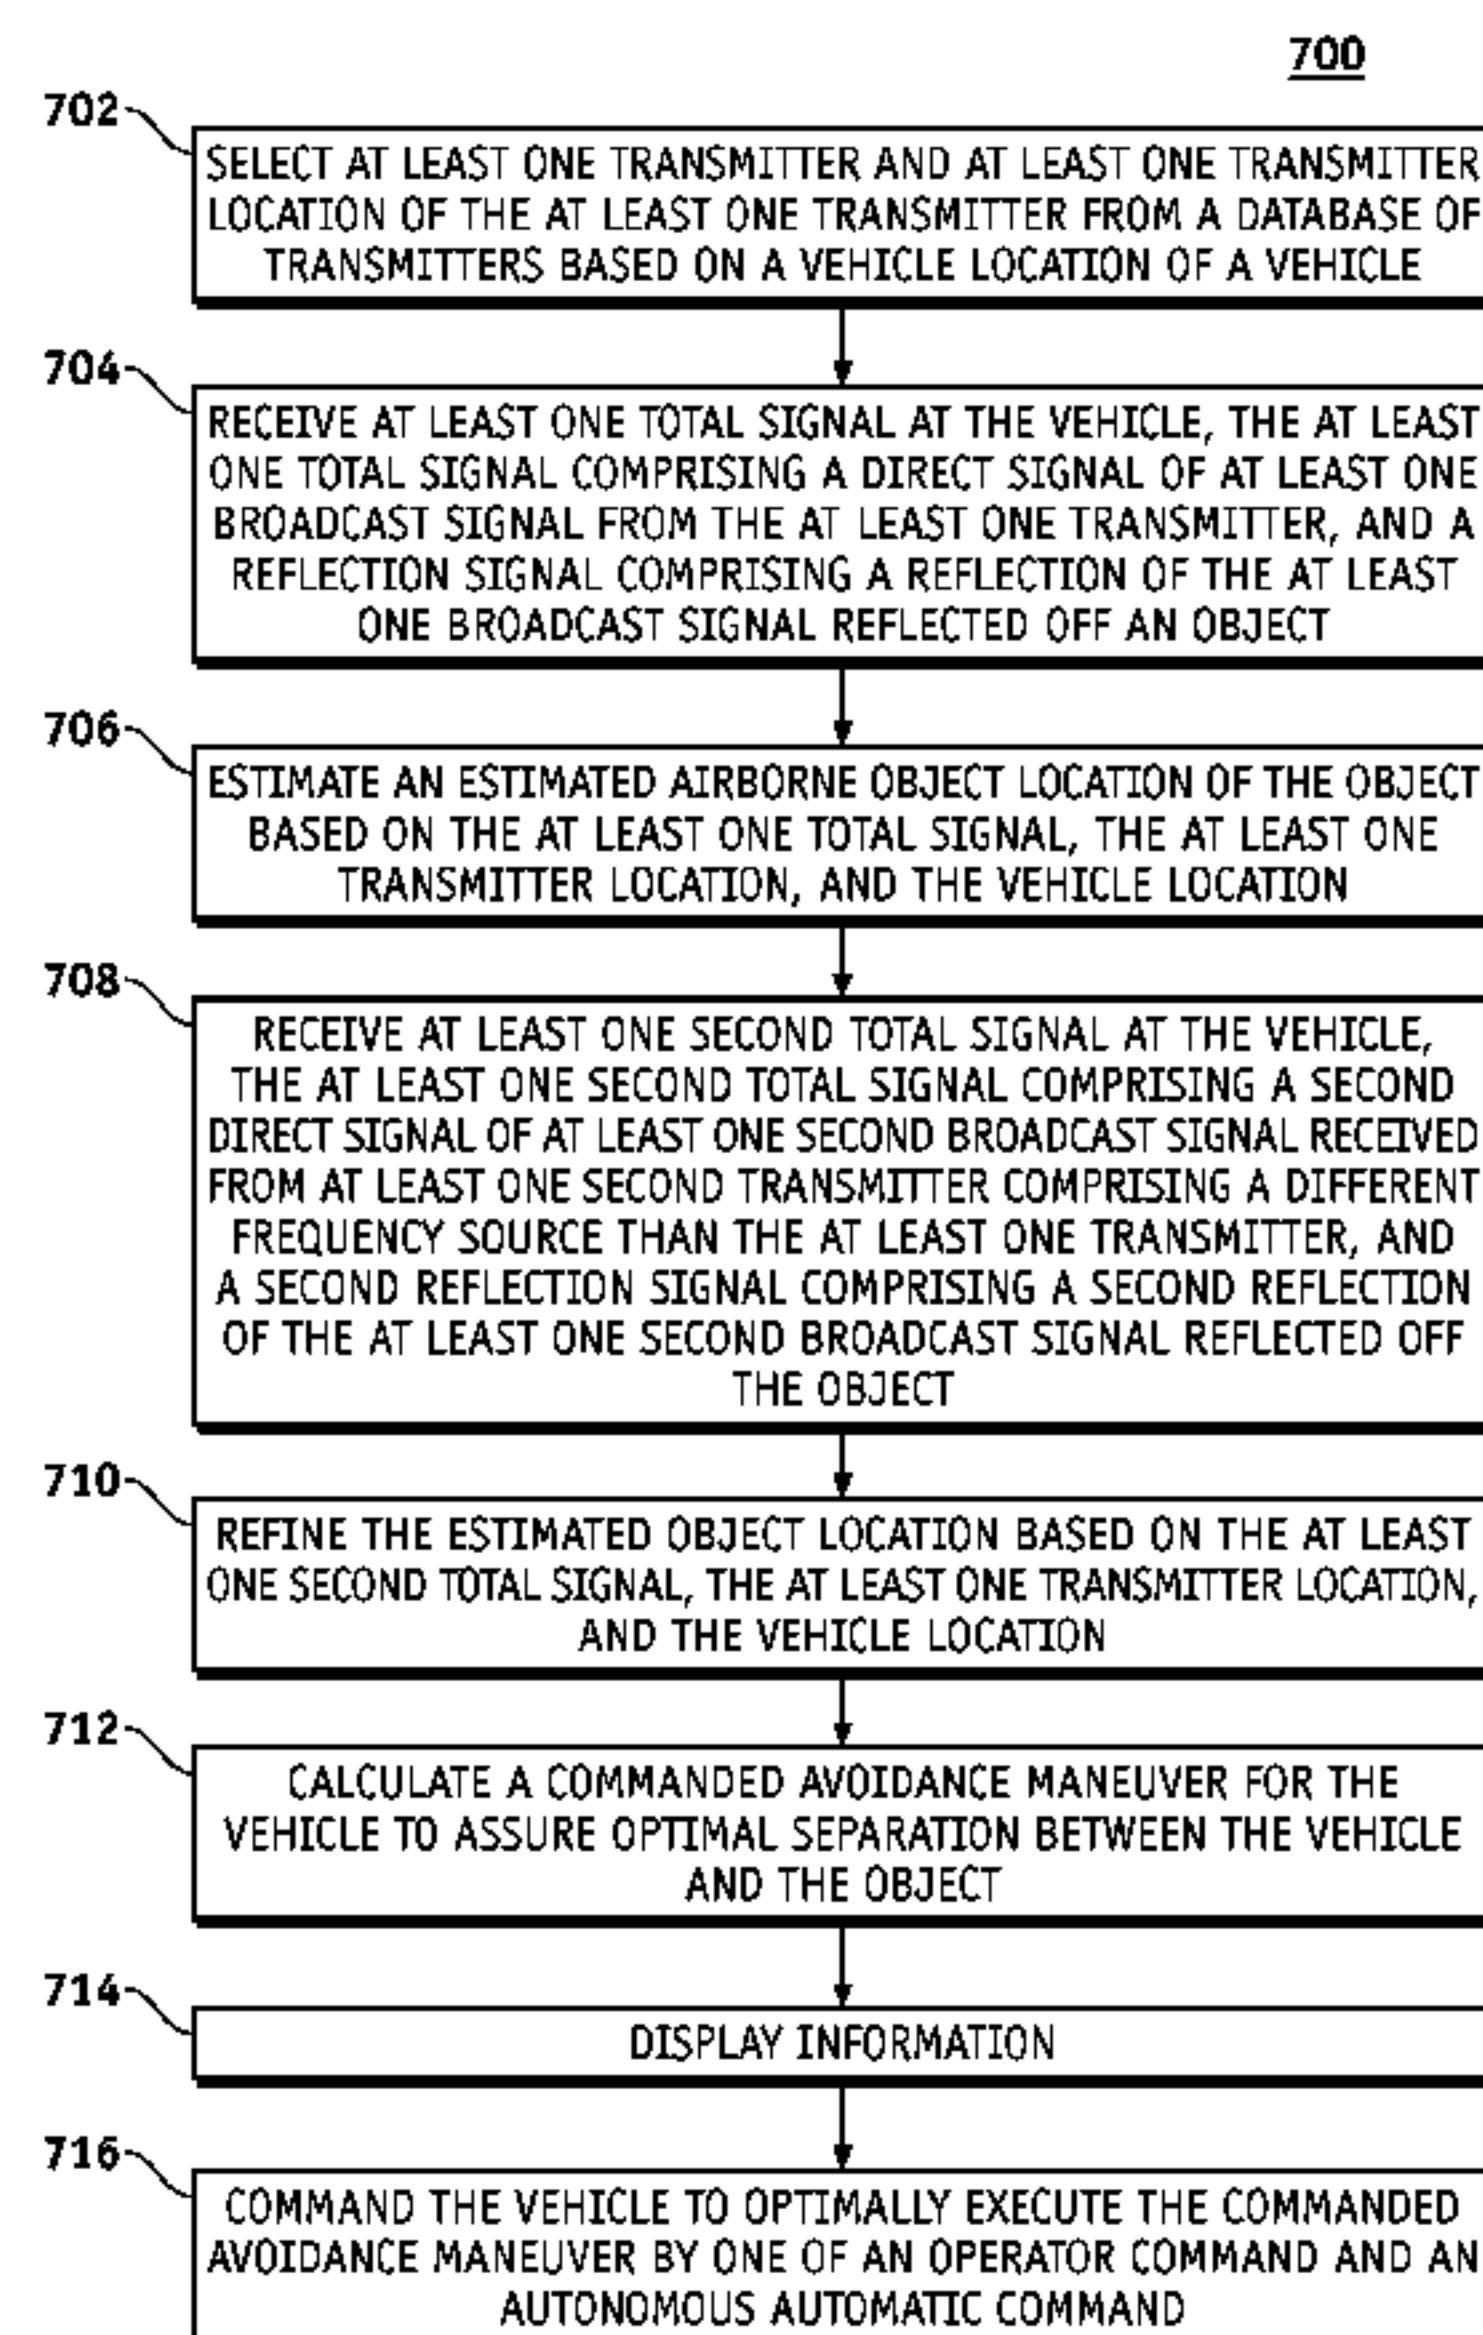 700
702
SELECT AT LEAST ONE TRANSMITTER AND AT LEAST ONE TRANSMITTER
LOCATION OF THE AT LEAST ONE TRANSMITTER FROM A DATABASE OF
TRANSMITTERS BASED ON A VEHICLE LOCATION OF A VEHICLE
704
RECEIVE AT LEAST ONE TOTAL SIGNAL AT THE VEHICLE, THE AT LEAST
ONE TOTAL SIGNAL COMPRISING A DIRECT SIGNAL OF AT LEAST ONE
BROADCAST SIGNAL FROM THE AT LEAST ONE TRANSMITTER, AND A
REFLECTION SIGNAL COMPRISING A REFLECTION OF THE AT LEAST
ONE BROADCAST SIGNAL REFLECTED OFF AN OBJECT
706
ESTIMATE AN ESTIMATED AIRBORNE OBJECT LOCATION OF THE OBJECT
BASED ON THE AT LEAST ONE TOTAL SIGNAL, THE AT LEAST ONE
TRANSMITTER LOCATION, AND THE VEHICLE LOCATION
708
RECEIVE AT LEAST ONE SECOND TOTAL SIGNAL AT THE VEHICLE,
THE AT LEAST ONE SECOND TOTAL SIGNAL COMPRISING A SECOND
DIRECT SIGNAL OF AT LEAST ONE SECOND BROADCAST SIGNAL RECEIVED
FROM AT LEAST ONE SECOND TRANSMITTER COMPRISING A DIFFERENT
FREQUENCY SOURCE THAN THE AT LEAST ONE TRANSMITTER, AND
A SECOND REFLECTION SIGNAL COMPRISING A SECOND REFLECTION
OF THE AT LEAST ONE SECOND BROADCAST SIGNAL REFLECTED OFF
THE OBJECT
710
REFINE THE ESTIMATED OBJECT LOCATION BASED ON THE AT LEAST
ONE SECOND TOTAL SIGNAL, THE AT LEAST ONE TRANSMITTER LOCATION,
AND THE VEHICLE LOCATION
712
CALCULATE A COMMANDED AVOIDANCE MANEUVER FOR THE
VEHICLE TO ASSURE OPTIMAL SEPARATION BETWEEN THE VEHICLE
AND THE OBJECT
714
DISPLAY INFORMATION
716
COMMAND THE VEHICLE TO OPTIMALLY EXECUTE THE COMMANDED
AVOIDANCE MANEUVER BY ONE OF AN OPERATOR COMMAND AND AN
AUTONOMOUS AUTOMATIC COMMAND